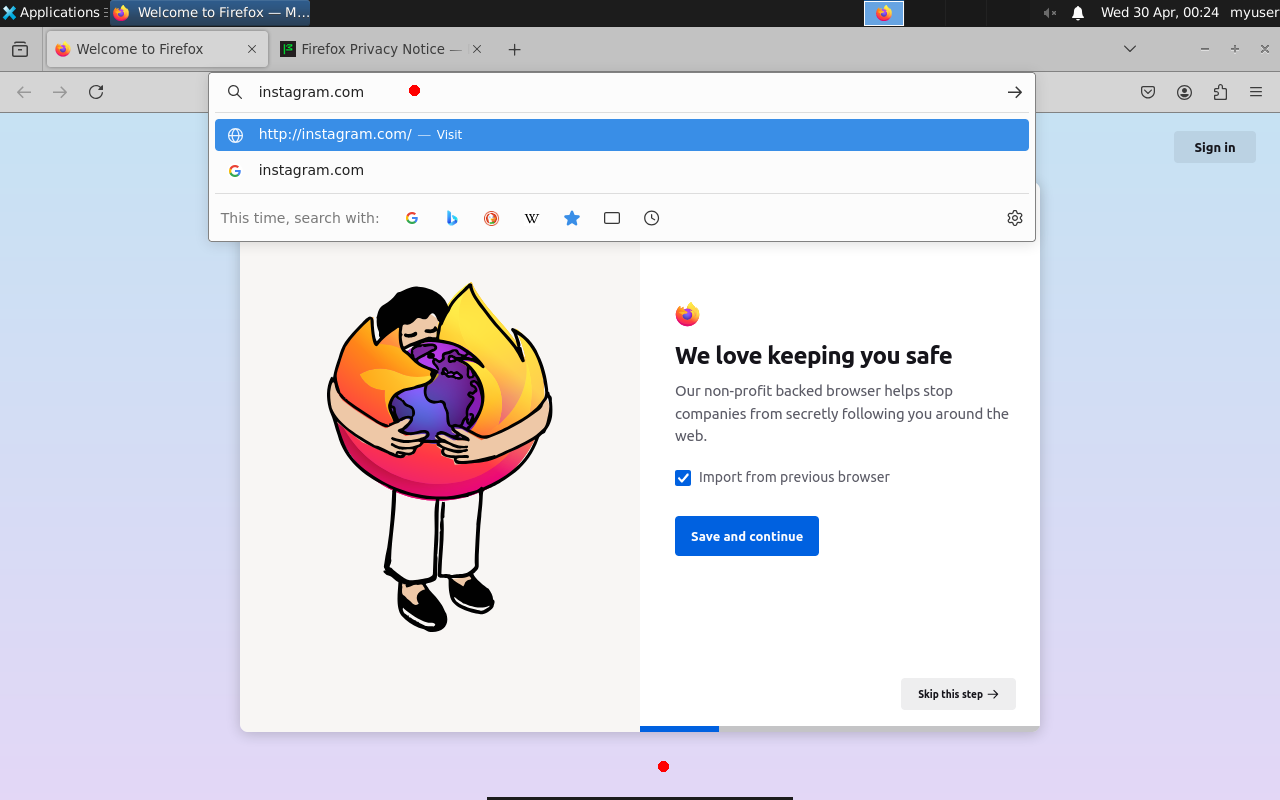 Applications
Welcome to Firefox — M...
Wed 30 Apr, 00:24
myuser
Welcome to Firefox
Firefox Privacy Notice —
instagram.com
http://instagram.com/ — Visit
instagram.com
This time, search with:
W
Sign in
We love keeping you safe
Our non-profit backed browser helps stop
companies from secretly following you around the
web.
Import from previous browser
Save and continue
Skip this step